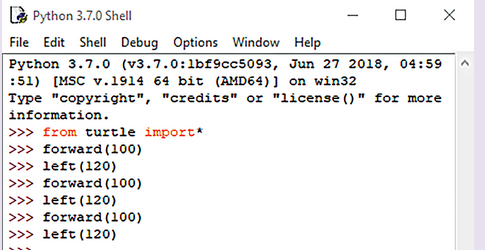 Python 3.7.0 Shell
File Edit Shell Debug Options Window Help
Python 3.7.0 (v3.7.0:1bf9cc5093, Jun 27 2018, 04:59
:51) [MSC v.1914 64 bit (AMD64)] on win32
Type "copyright", "credits" or "license()" for more
information.
>>> from turtle import*
>>> forward(100)
>>> left(120)
>>> forward(100)
>>> left(120)
>>> forward(100)
>>> left(120)
>>>